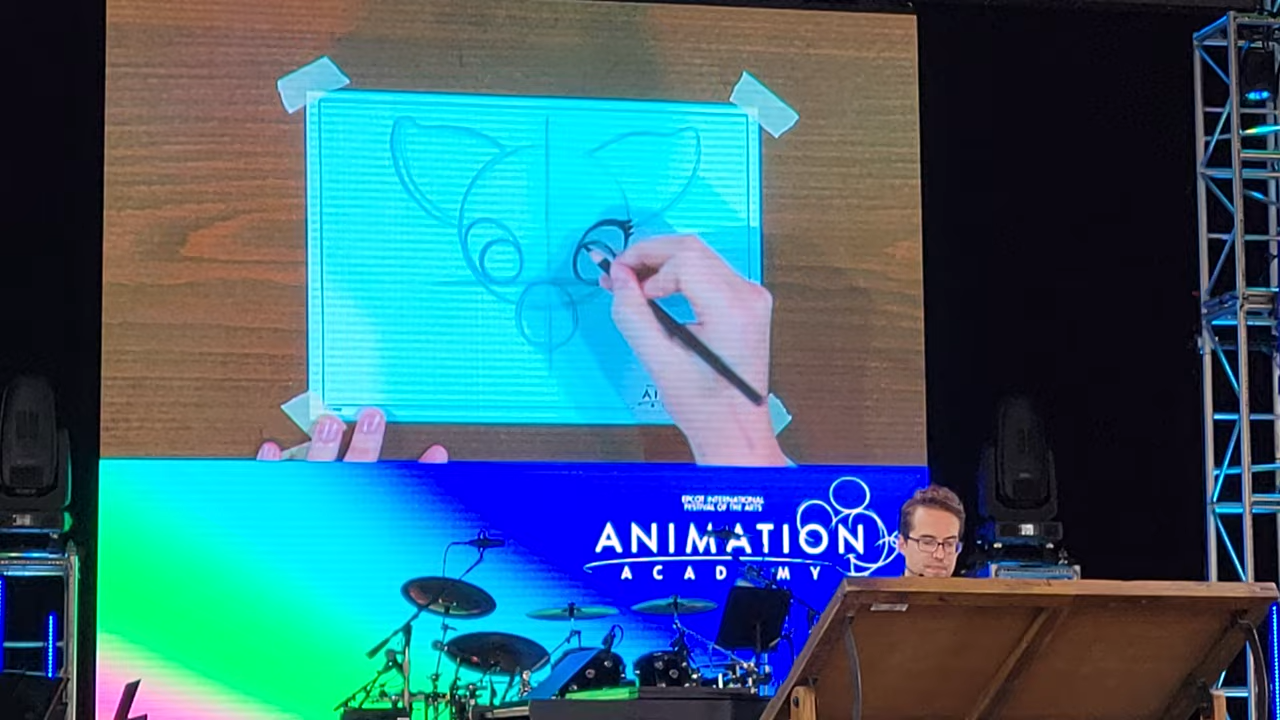 EPCOT INTERNATIONAL
FESTIVAL OF THE ARTS
ANIMATION
ACADEMY